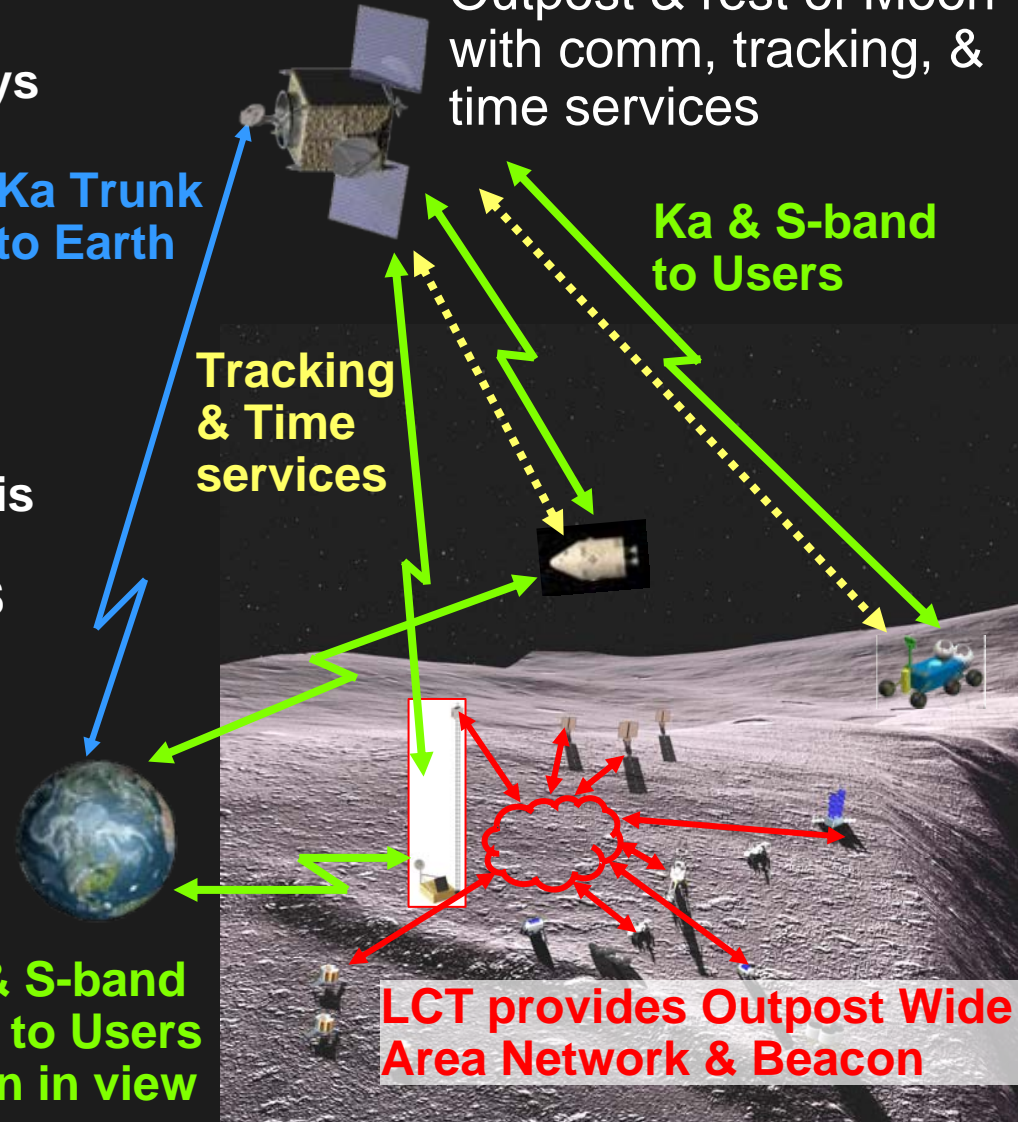 with comm, tracking, &
time services
Ka Trunk
to Earth
Ka & S-band
to Users
Tracking
& Time
services
is
& S-band
to Users
in view
LCT provides Outpost Wide
Area Network & Beacon